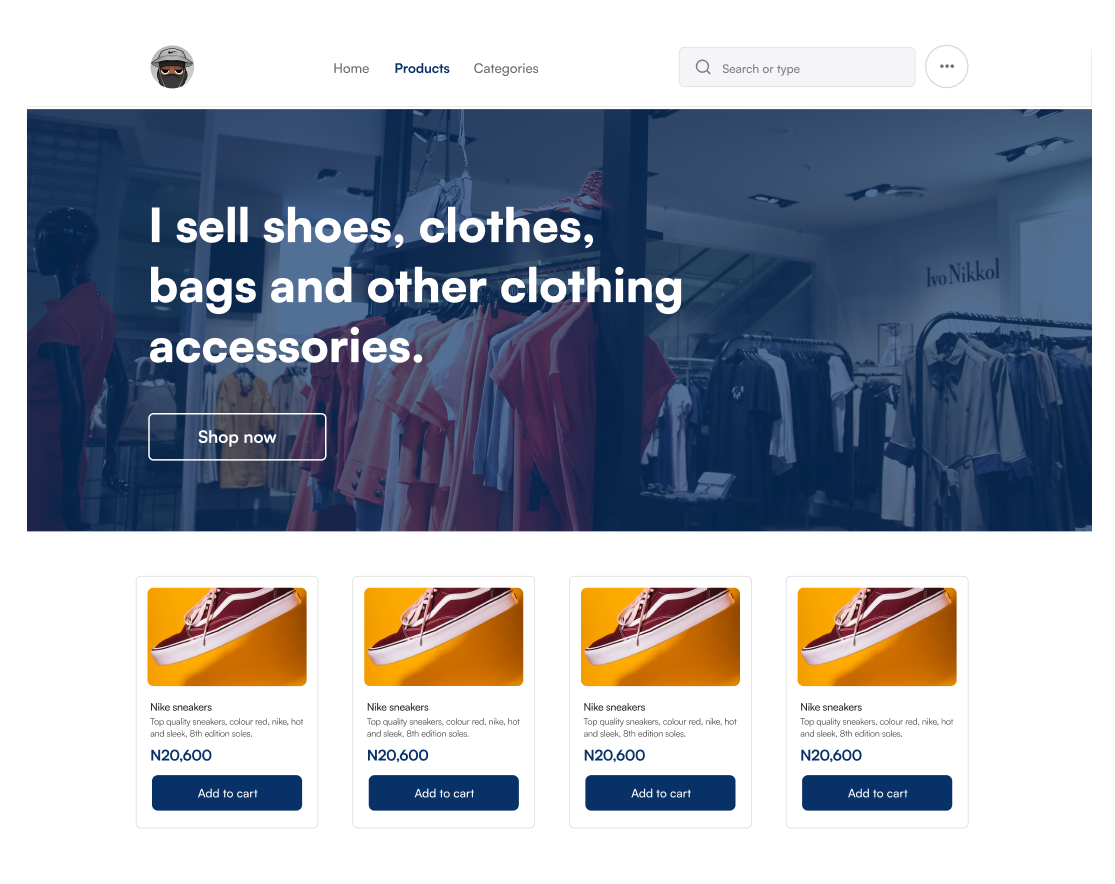 Home Products Categories Search or type
I sell shoes, clothes,
bags and other clothing
accessories.
Ivo Nikkol
Shop now
Nike sneakers
Top quality sneakers, colour red, nike, hot
and sleek, 8th edition soles.
N20,600
Add to cart
Nike sneakers
Top quality sneakers, colour red, nike, hot
and sleek, 8th edition soles.
N20,600
Add to cart
Nike sneakers
Top quality sneakers, colour red, nike, hot
and sleek, 8th edition soles.
N20,600
Add to cart
Nike sneakers
Top quality sneakers, colour red, nike, hot
and sleek, 8th edition soles.
N20,600
Add to cart